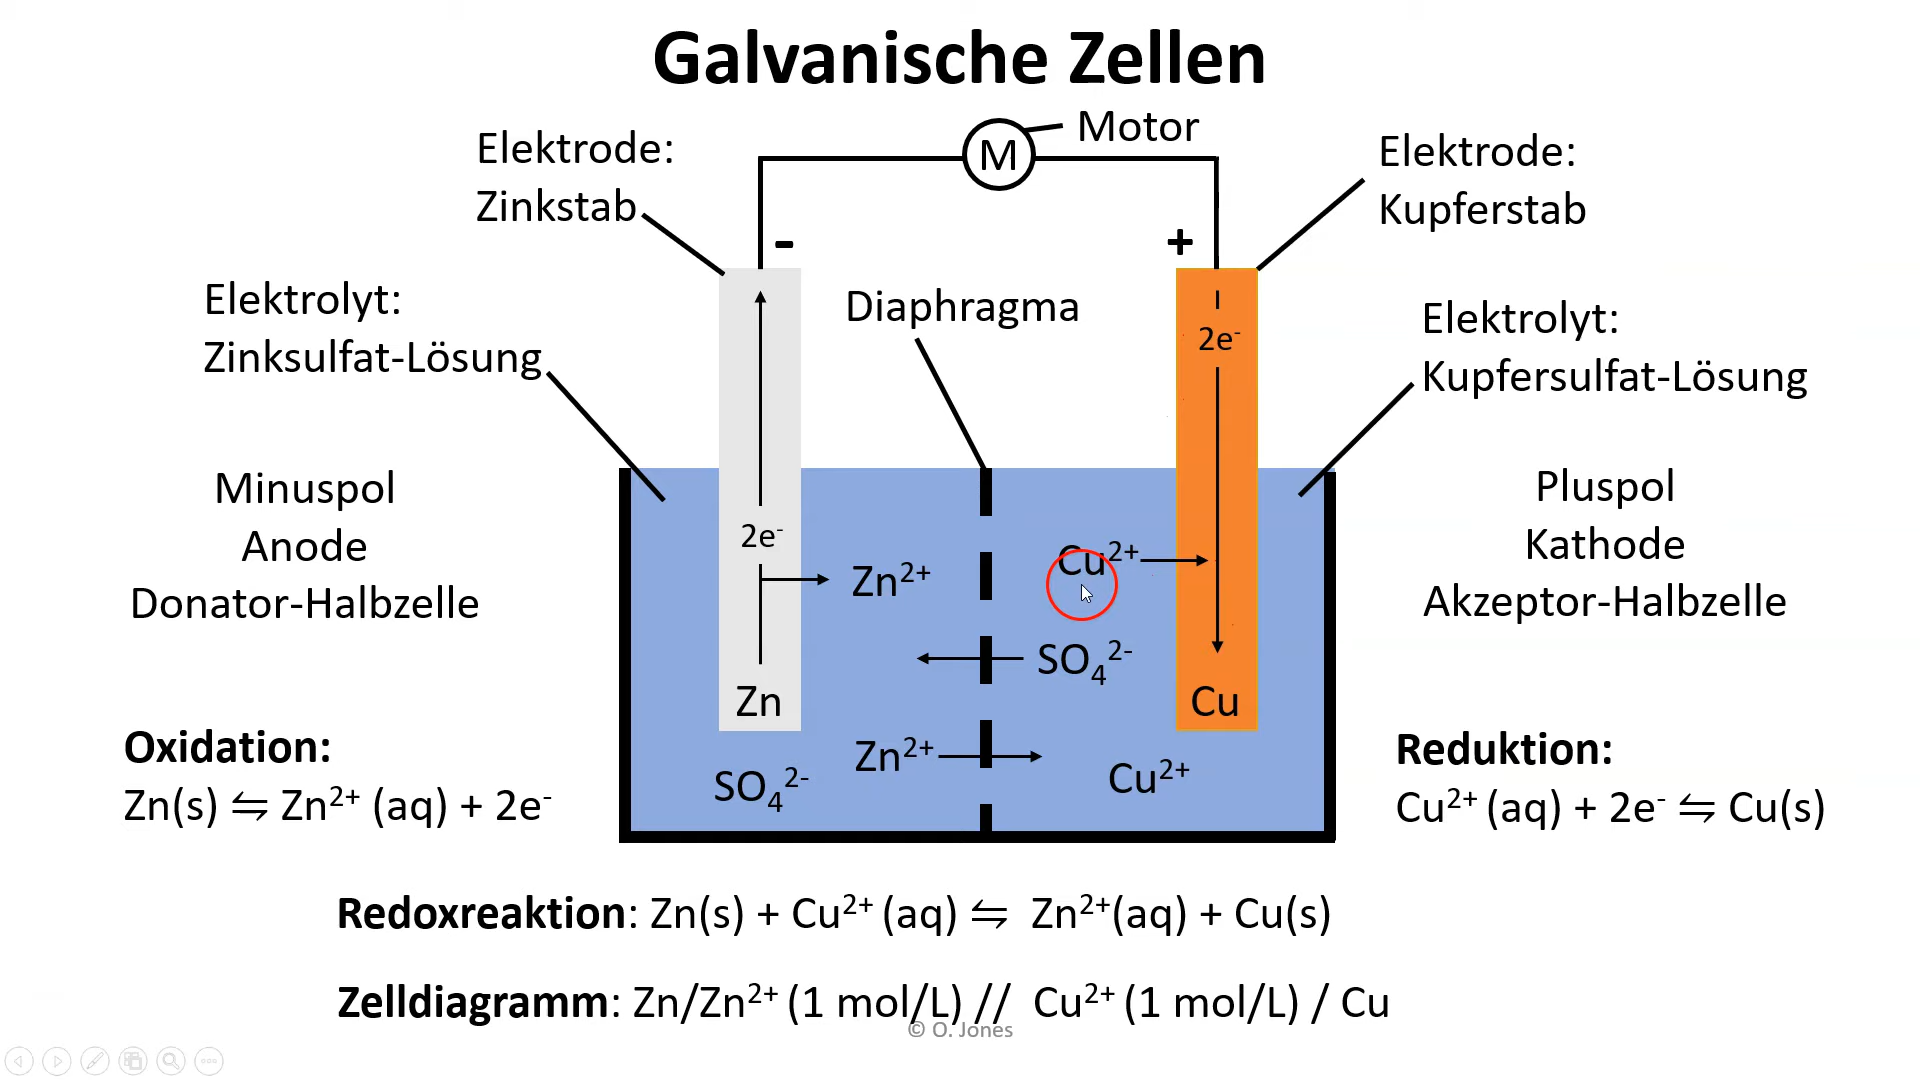 Galvanische Zellen
Motor
M
Elektrode:
Zinkstab
Elektrode:
Kupferstab
-
+
Elektrolyt:
Zinksulfat-Lösung
Diaphragma
2e⁻
Elektrolyt:
Kupfersulfat-Lösung
Minuspol
Anode
Donator-Halbzelle
2e⁻
Zn²⁺
Cu²⁺
Pluspol
Kathode
Akzeptor-Halbzelle
SO₄²⁻
Zn
Cu
Zn²⁺
SO₄²⁻
Cu²⁺
Oxidation:
Zn(s) ⇋ Zn²⁺ (aq) + 2e⁻
Reduktion:
Cu²⁺ (aq) + 2e⁻ ⇋ Cu(s)
Redoxreaktion: Zn(s) + Cu²⁺ (aq) ⇋ Zn²⁺(aq) + Cu(s)
Zelldiagramm: Zn/Zn²⁺ (1 mol/L) // Cu²⁺ (1 mol/L) / Cu
© O. Jones